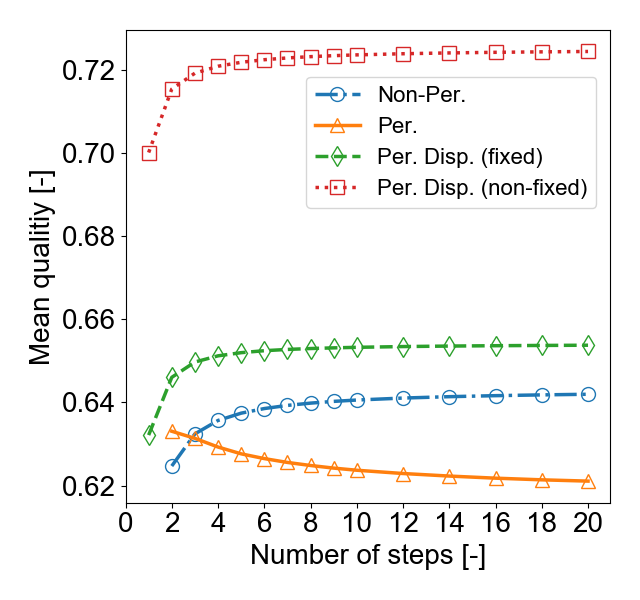 Mean qualitiy [-]
0.72
0.70
0.68
0.66
0.64
0.62
Non-Per.
Per.
Per. Disp. (fixed)
Per. Disp. (non-fixed)
0 2 4 6 8 10 12 14 16 18 20
Number of steps [-]